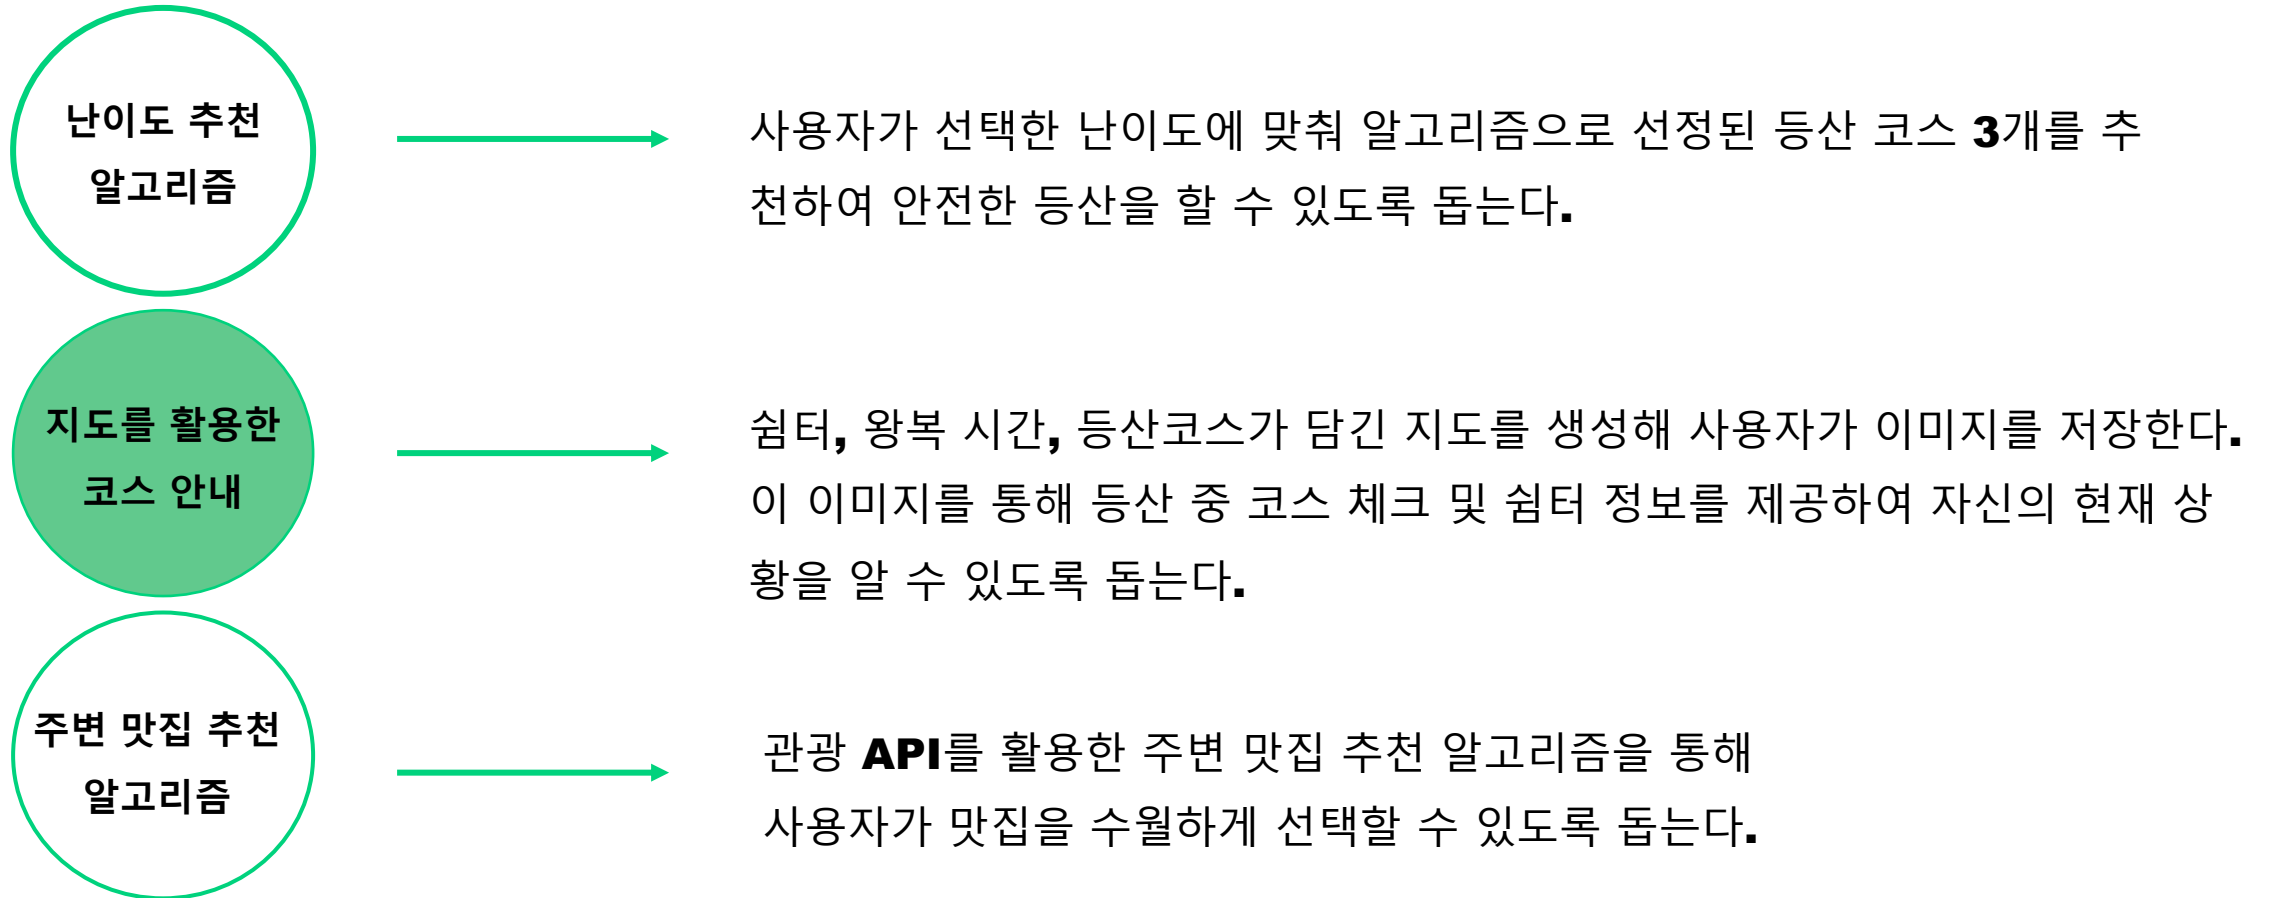 난이도 추천
알고리즘
사용자가 선택한 난이도에 맞춰 알고리즘으로 선정된 등산 코스 3개를 추
천하여 안전한 등산을 할 수 있도록 돕는다.
지도를 활용한
코스 안내
쉼터, 왕복 시간, 등산코스가 담긴 지도를 생성해 사용자가 이미지를 저장한다.
이 이미지를 통해 등산 중 코스 체크 및 쉼터 정보를 제공하여 자신의 현재 상
황을 알 수 있도록 돕는다.
주변 맛집 추천
알고리즘
관광 API를 활용한 주변 맛집 추천 알고리즘을 통해
사용자가 맛집을 수월하게 선택할 수 있도록 돕는다.